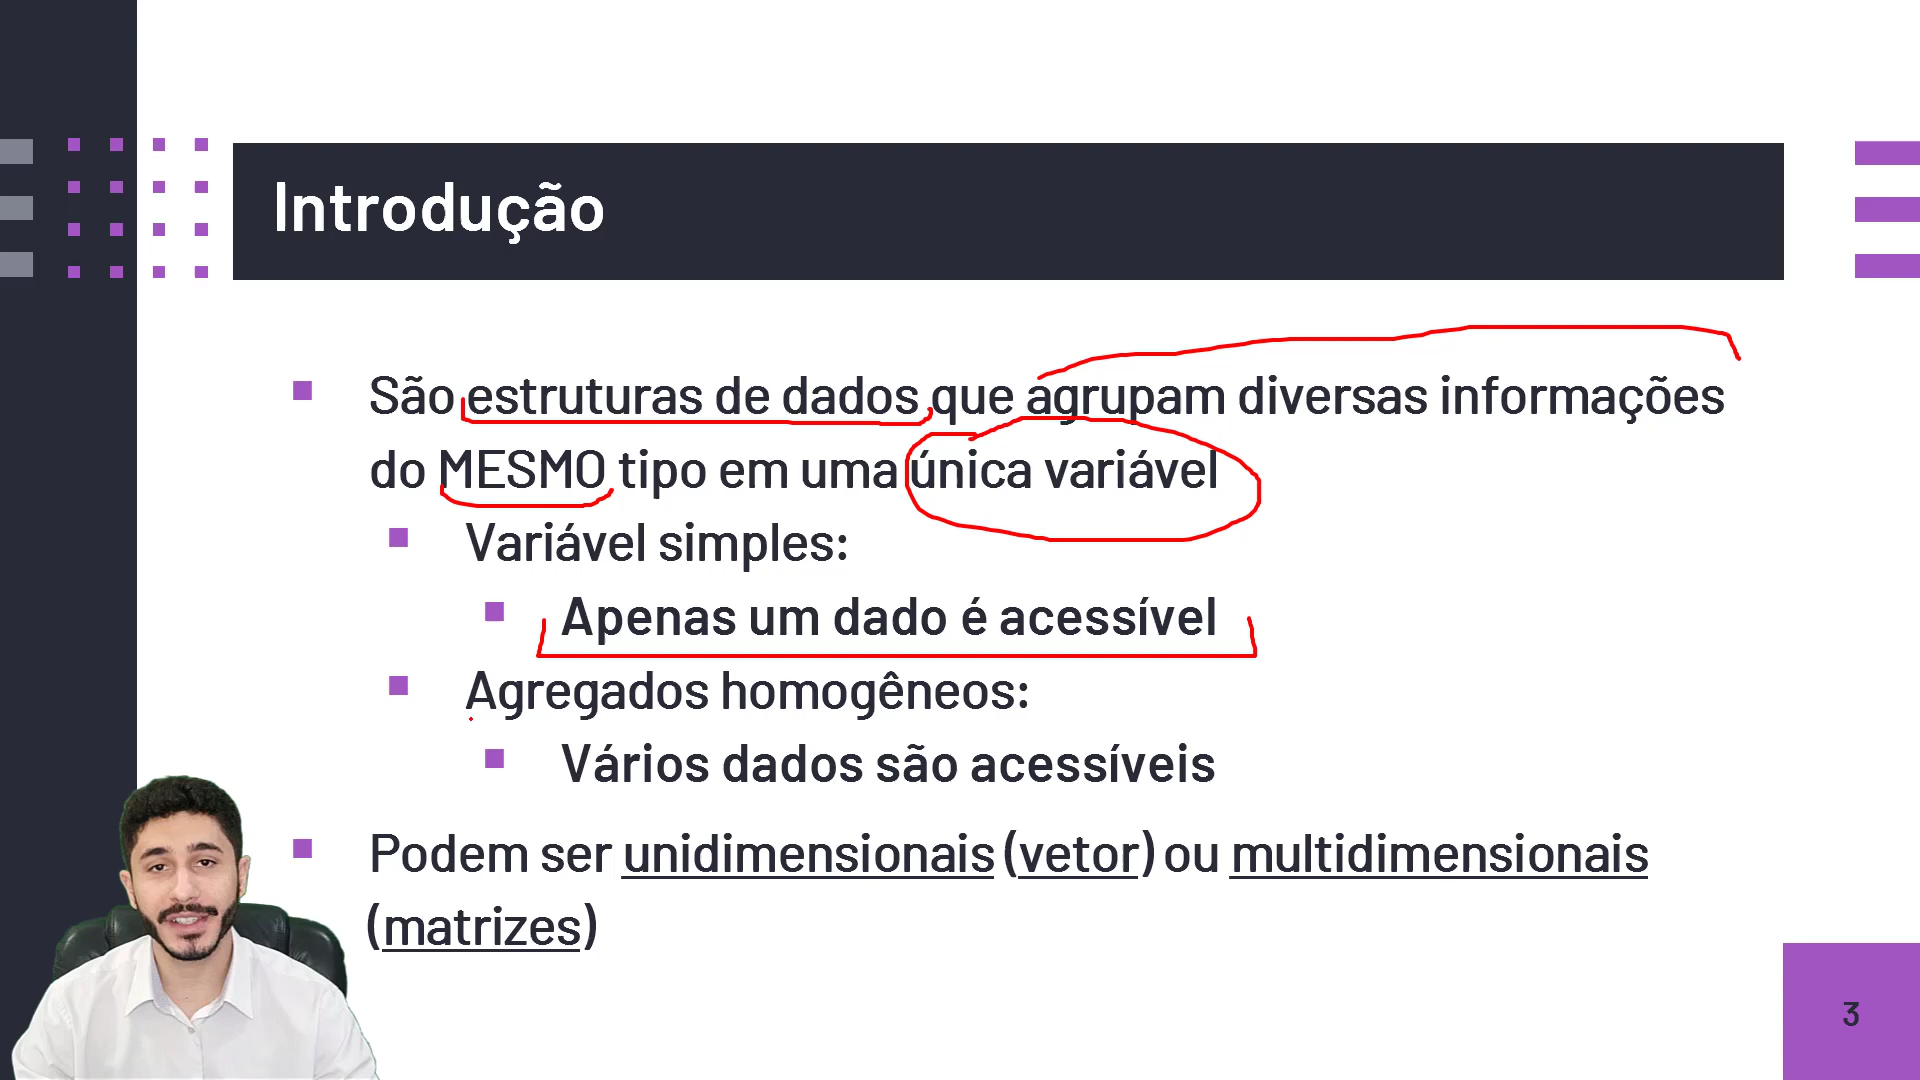 Introdução
São estruturas de dados que agrupam diversas informações
do MESMO tipo em uma única variável
Variável simples:
Apenas um dado é acessível
Agregados homogêneos:
Vários dados são acessíveis
Podem ser unidimensionais (vetor) ou multidimensionais
(matrizes)
3